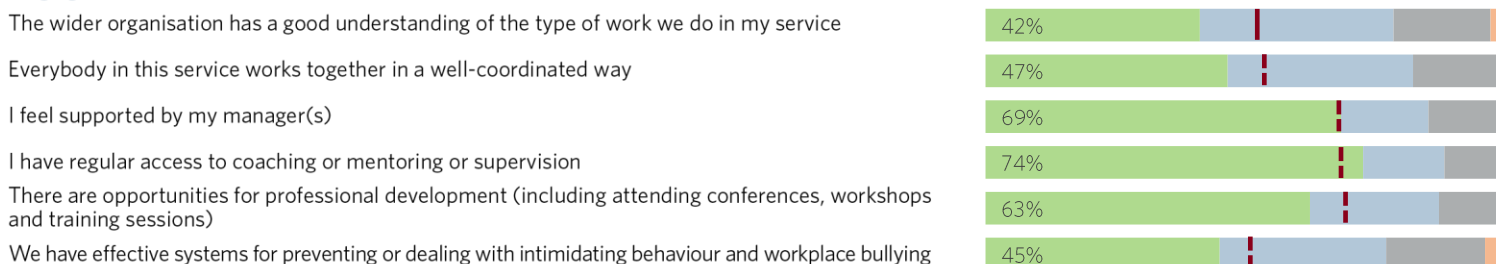 The wider organisation has a good understanding of the type of work we do in my service
42%
Everybody in this service works together in a well-coordinated way
47%
I feel supported by my manager(s)
69%
I have regular access to coaching or mentoring or supervision
74%
There are opportunities for professional development (including attending conferences, workshops
and training sessions)
63%
We have effective systems for preventing or dealing with intimidating behaviour and workplace bullying
45%